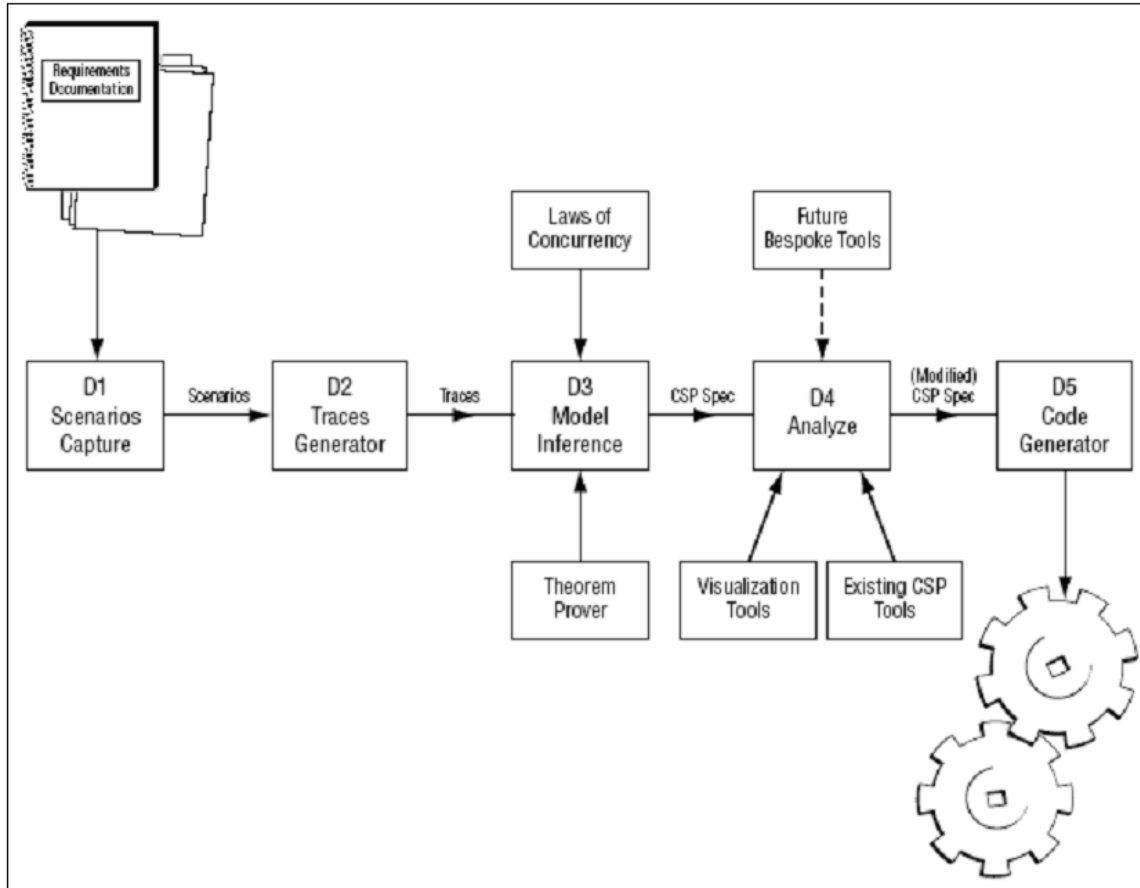 Requirements
Documentation
Laws of
Concurrency
Future
Bespoke Tools
D1
Scenarios
Capture
Scenarios
D2
Traces
Generator
Traces
D3
Model
Inference
CSP Spec
D4
Analyze
(Modified)
CSP Spec
D5
Code
Generator
Theorem
Prover
Visualization
Tools
Existing CSP
Tools